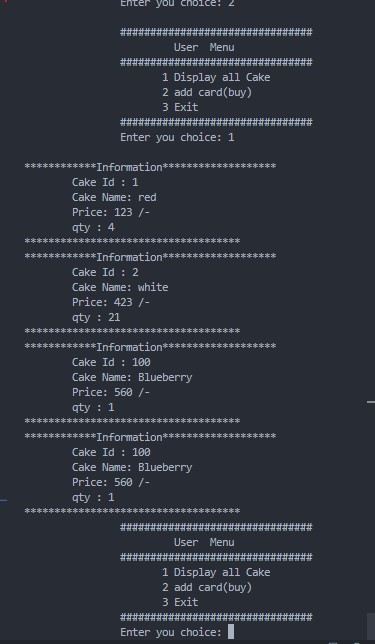 Enter you choice: 2
################################
User  Menu
################################
1 Display all Cake
2 add card(buy)
3 Exit
################################
Enter you choice: 1
************Information*******************
Cake Id : 1
Cake Name: red
Price: 123 /-
qty : 4
************************************
************Information*******************
Cake Id : 2
Cake Name: white
Price: 423 /-
qty : 21
************************************
************Information*******************
Cake Id : 100
Cake Name: Blueberry
Price: 560 /-
qty : 1
************************************
************Information*******************
Cake Id : 100
Cake Name: Blueberry
Price: 560 /-
qty : 1
************************************
################################
User  Menu
################################
1 Display all Cake
2 add card(buy)
3 Exit
################################
Enter you choice: